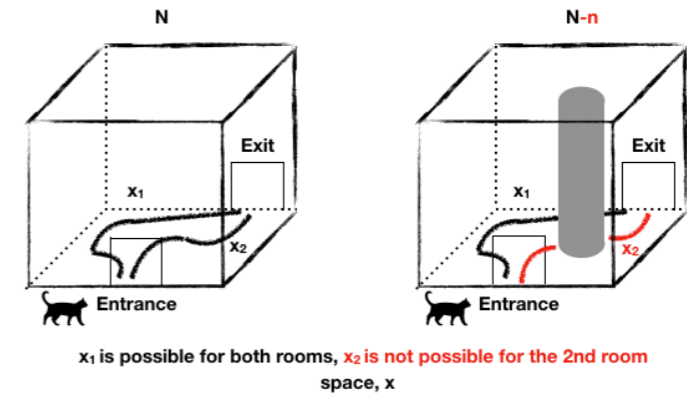 N
N-n
Exit
Exit
x₁
x₁
x₂
x₂
Entrance
Entrance
x₁ is possible for both rooms, x₂ is not possible for the 2nd room
space, x